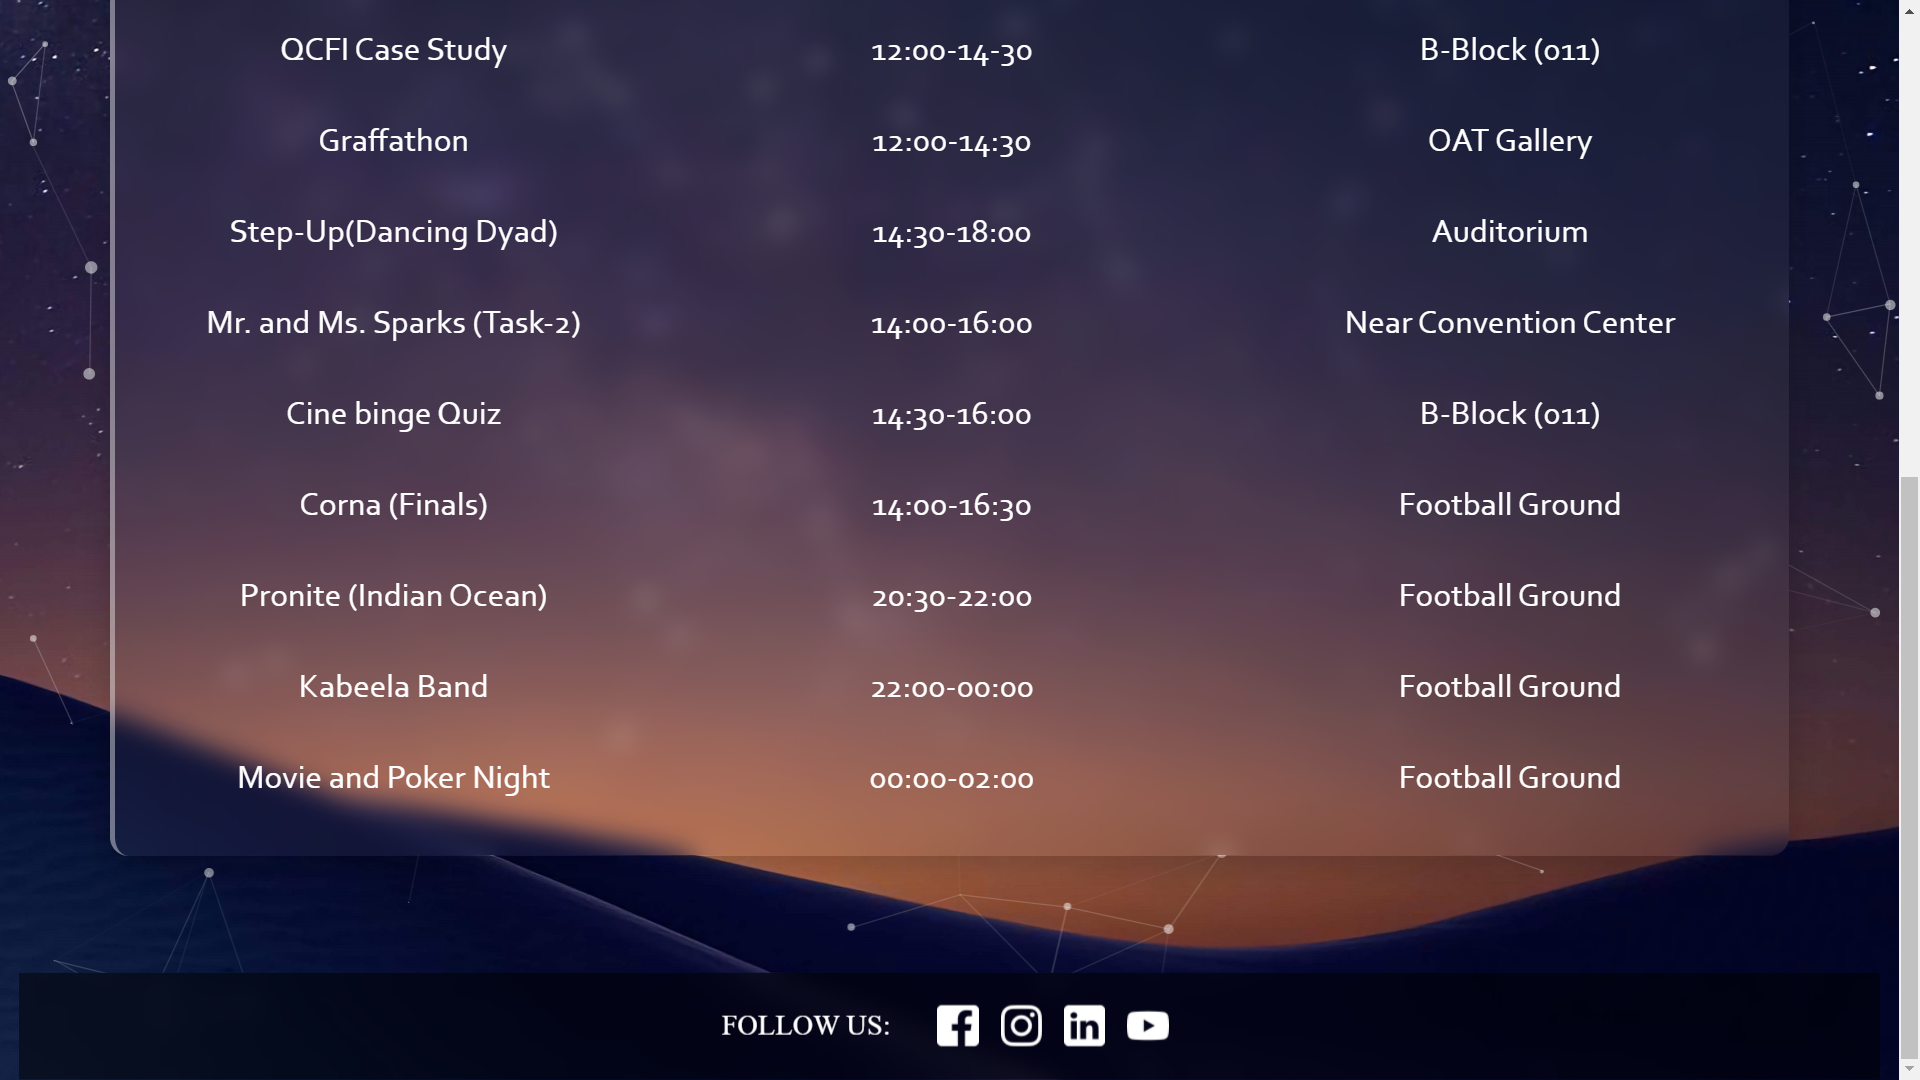 QCFI Case Study 12:00-14-30 B-Block (011)
Graffathon 12:00-14:30 OAT Gallery
Step-Up(Dancing Dyad) 14:30-18:00 Auditorium
Mr. and Ms. Sparks (Task-2) 14:00-16:00 Near Convention Center
Cine binge Quiz 14:30-16:00 B-Block (011)
Corna (Finals) 14:00-16:30 Football Ground
Pronite (Indian Ocean) 20:30-22:00 Football Ground
Kabeela Band 22:00-00:00 Football Ground
Movie and Poker Night 00:00-02:00 Football Ground
FOLLOW US: